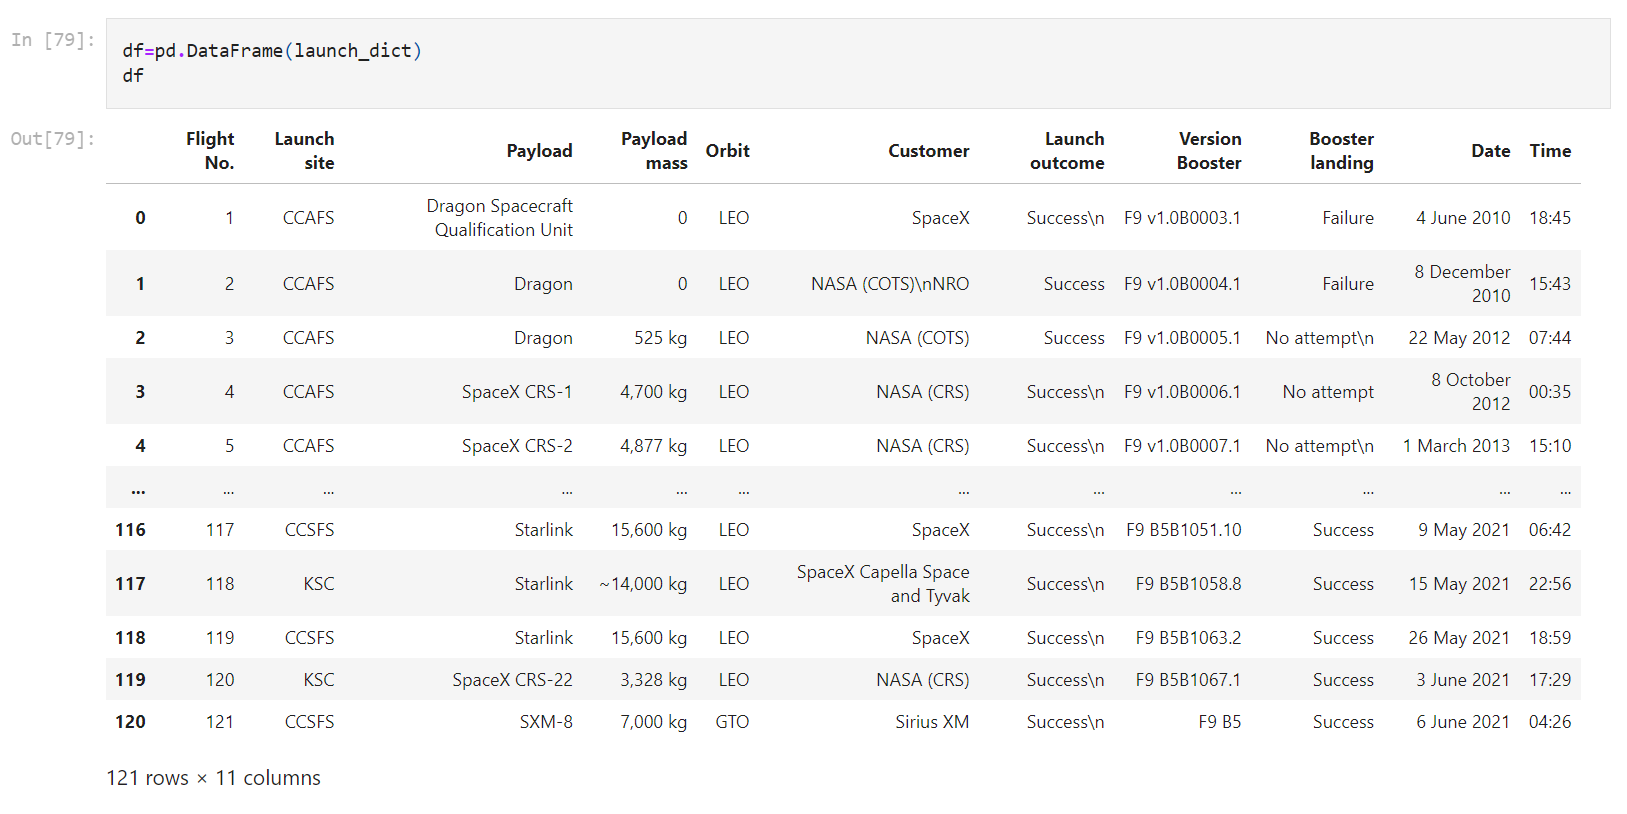 In [79]:
df=pd.DataFrame(launch_dict)
df
Out[79]:
Flight No. Launch site Payload Payload mass Orbit Customer Launch outcome Version Booster Booster landing Date Time
0 1 CCAFS Dragon Spacecraft Qualification Unit 0 LEO SpaceX Success\n F9 v1.0B0003.1 Failure 4 June 2010 18:45
1 2 CCAFS Dragon 0 LEO NASA (COTS)\nNRO Success F9 v1.0B0004.1 Failure 8 December 2010 15:43
2 3 CCAFS Dragon 525 kg LEO NASA (COTS) Success F9 v1.0B0005.1 No attempt\n 22 May 2012 07:44
3 4 CCAFS SpaceX CRS-1 4,700 kg LEO NASA (CRS) Success\n F9 v1.0B0006.1 No attempt 8 October 2012 00:35
4 5 CCAFS SpaceX CRS-2 4,877 kg LEO NASA (CRS) Success\n F9 v1.0B0007.1 No attempt\n 1 March 2013 15:10
... ... ... ... ... ... ... ... ... ... ... ...
116 117 CCSFS Starlink 15,600 kg LEO SpaceX Success\n F9 B5B1051.10 Success 9 May 2021 06:42
117 118 KSC Starlink ~14,000 kg LEO SpaceX Capella Space and Tyvak Success\n F9 B5B1058.8 Success 15 May 2021 22:56
118 119 CCSFS Starlink 15,600 kg LEO SpaceX Success\n F9 B5B1063.2 Success 26 May 2021 18:59
119 120 KSC SpaceX CRS-22 3,328 kg LEO NASA (CRS) Success\n F9 B5B1067.1 Success 3 June 2021 17:29
120 121 CCSFS SXM-8 7,000 kg GTO Sirius XM Success\n F9 B5 Success 6 June 2021 04:26
121 rows × 11 columns